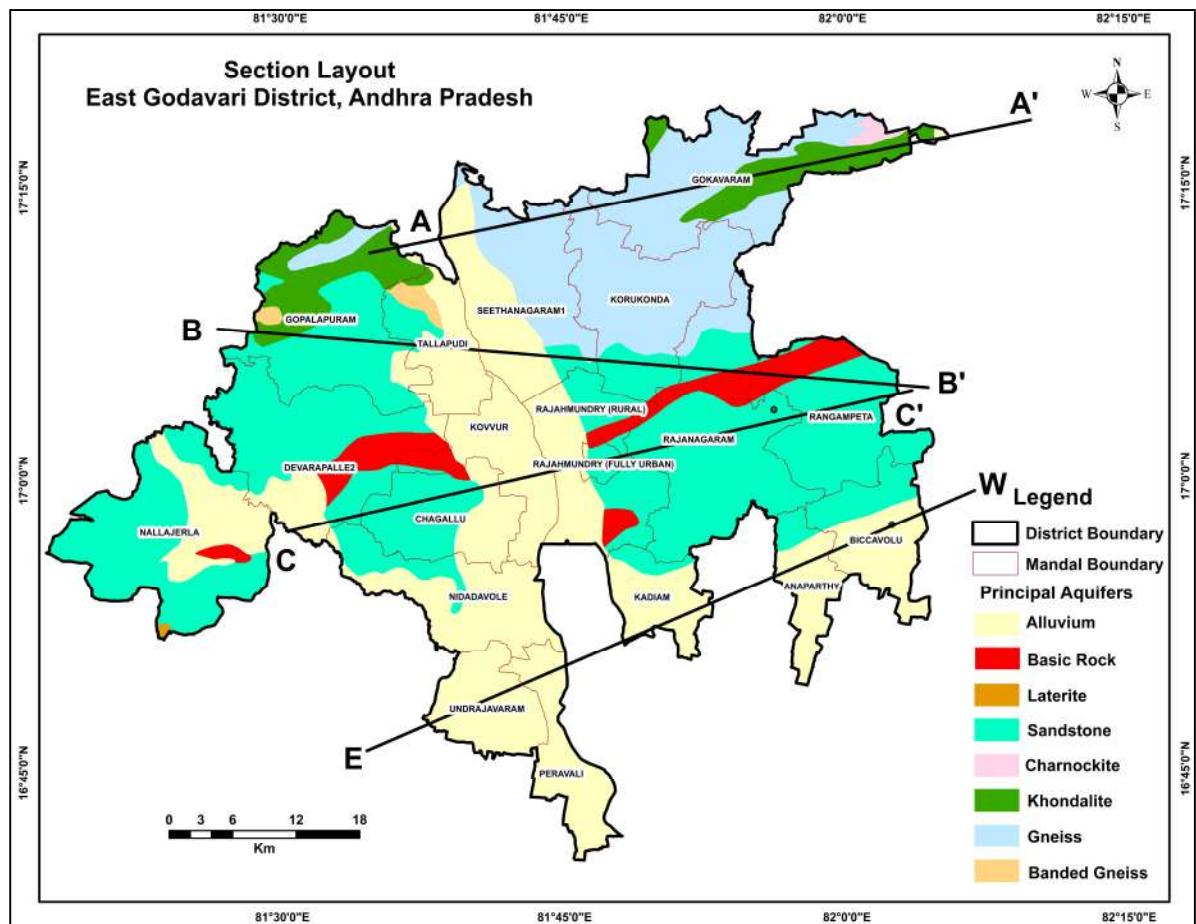 81°30'0"E 81°45'0"E 82°0'0"E 82°15'0"E
Section Layout
East Godavari District, Andhra Pradesh
N
W E
S
A'
17°15'0"N
17°15'0"N
GOKAVARAM
A
KORUKONDA
SEETHANAGARAM1
GOPALAPURAM
B
TALLAPUDI
B'
C'
RAJAHMUNDRY (RURAL)
RANGAMPETA
KOVVUR
RAJANAGARAM
DEVARAPALLE2
RAJAHMUNDRY (FULLY URBAN)
17°0'0"N
17°0'0"N
W
CHAGALLU
NALLAJERLA
BICCAVOLU
C
ANAPARTHY
NIDADAVOLE
KADIAM
UNDRAJAVARAM
E
PERAVALI
16°45'0"N
16°45'0"N
Legend
District Boundary
Mandal Boundary
Principal Aquifers
Alluvium
Basic Rock
Laterite
Sandstone
Charnockite
Khondalite
Gneiss
Banded Gneiss
0 3 6 12 18
Km
81°30'0"E 81°45'0"E 82°0'0"E 82°15'0"E